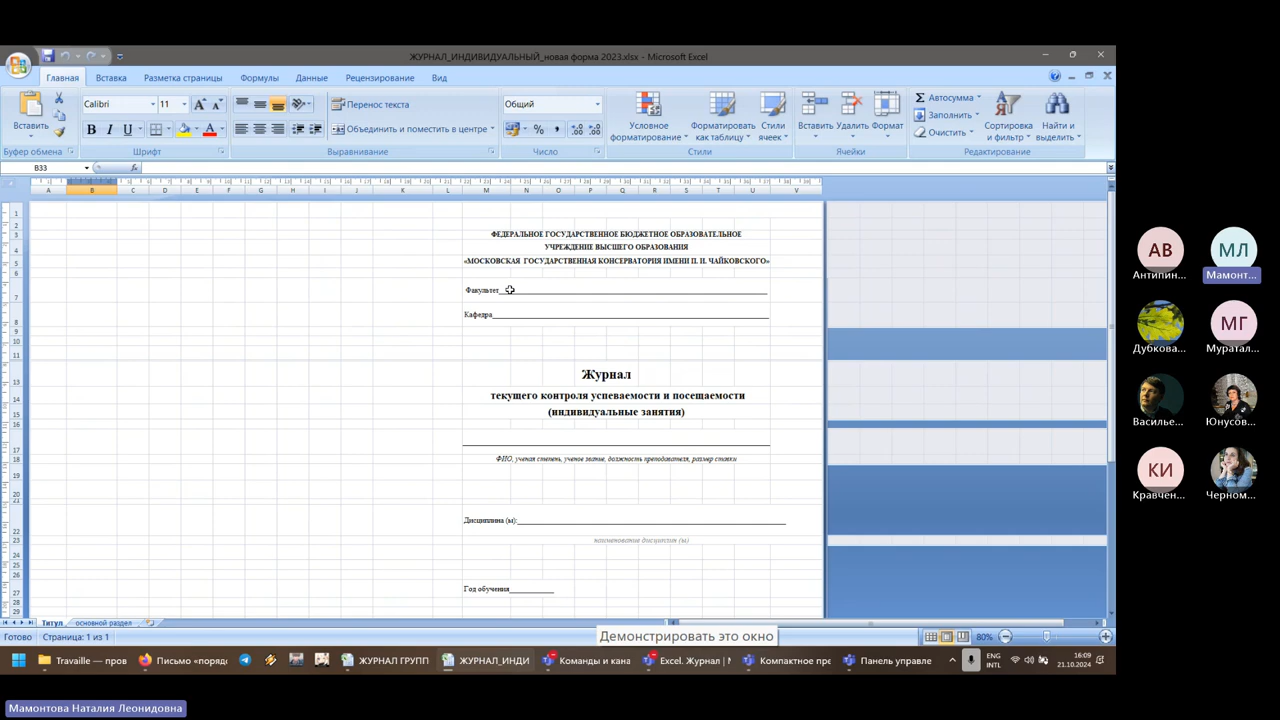 ЖУРНАЛ_ИНДИВИДУАЛЬНЫЙ_новая форма 2023.xlsx - Microsoft Excel
Главная Вставка Разметка страницы Формулы Данные Рецензирование Вид
Вставить
Calibri 11
Перенос текста
Объединить и поместить в центре
Общий
Условное форматирование
Форматировать как таблицу
Стили ячеек
Вставить Удалить Формат
Автосумма
Заполнить
Очистить
Сортировка и фильтр
Найти и выделить
Буфер обмена Шрифт Выравнивание Число Стили Ячейки Редактирование
B33
A B C D E F G H I J K L M N O P Q R S T U V
ФЕДЕРАЛЬНОЕ ГОСУДАРСТВЕННОЕ БЮДЖЕТНОЕ ОБРАЗОВАТЕЛЬНОЕ
УЧРЕЖДЕНИЕ ВЫСШЕГО ОБРАЗОВАНИЯ
«МОСКОВСКАЯ ГОСУДАРСТВЕННАЯ КОНСЕРВАТОРИЯ ИМЕНИ П. И. ЧАЙКОВСКОГО»
Факультет
Кафедра
Журнал
текущего контроля успеваемости и посещаемости
(индивидуальные занятия)
ФИО, ученая степень, ученое звание, должность преподавателя, размер ставки
Дисциплина (ы):
наименование дисциплин (ы)
Год обучения
Титул основной раздел
Готово Страница: 1 из 1
Демонстрировать это окно
80%
Travaille — пров
Письмо «поряд
ЖУРНАЛ ГРУПП
ЖУРНАЛ_ИНДИ
Команды и кана
Excel. Журнал | М
Компактное пре
Панель управле
ENG
INTL
16:09
21.10.2024
АВ
Антипин...
МЛ
Мамонт...
Дубкова...
МГ
Муратал...
Василье...
Юнусов...
КИ
Кравчен...
Черном...
Мамонтова Наталия Леонидовна